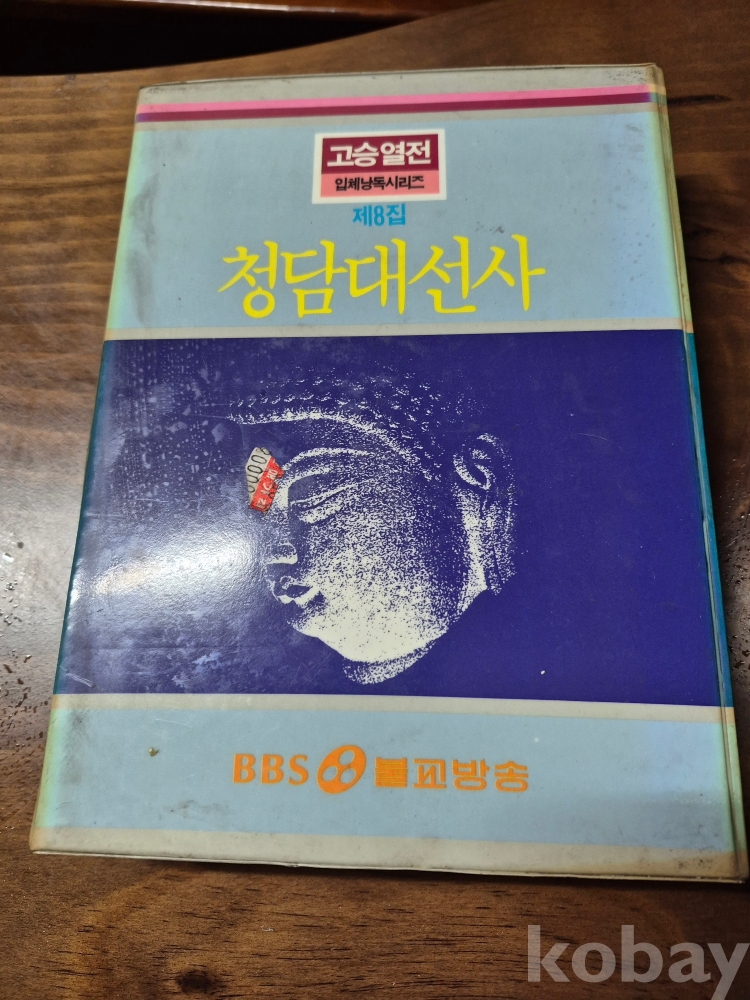 고승열전
입체낭독시리즈
제8집
청담대선사
BBS 불교방송
kobay